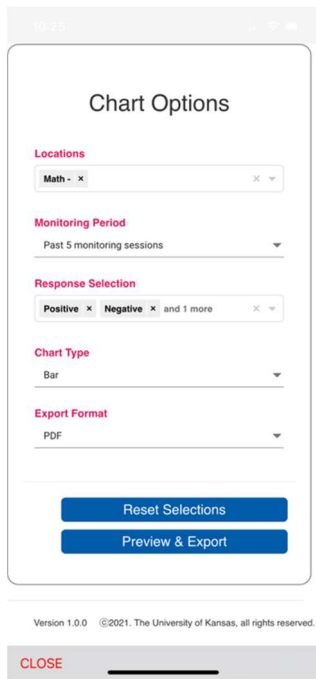 10:25
Chart Options
Locations
Math - ×
Monitoring Period
Past 5 monitoring sessions
Response Selection
Positive × Negative × and 1 more ×
Chart Type
Bar
Export Format
PDF
Reset Selections
Preview & Export
Version 1.0.0 ©2021. The University of Kansas, all rights reserved.
CLOSE